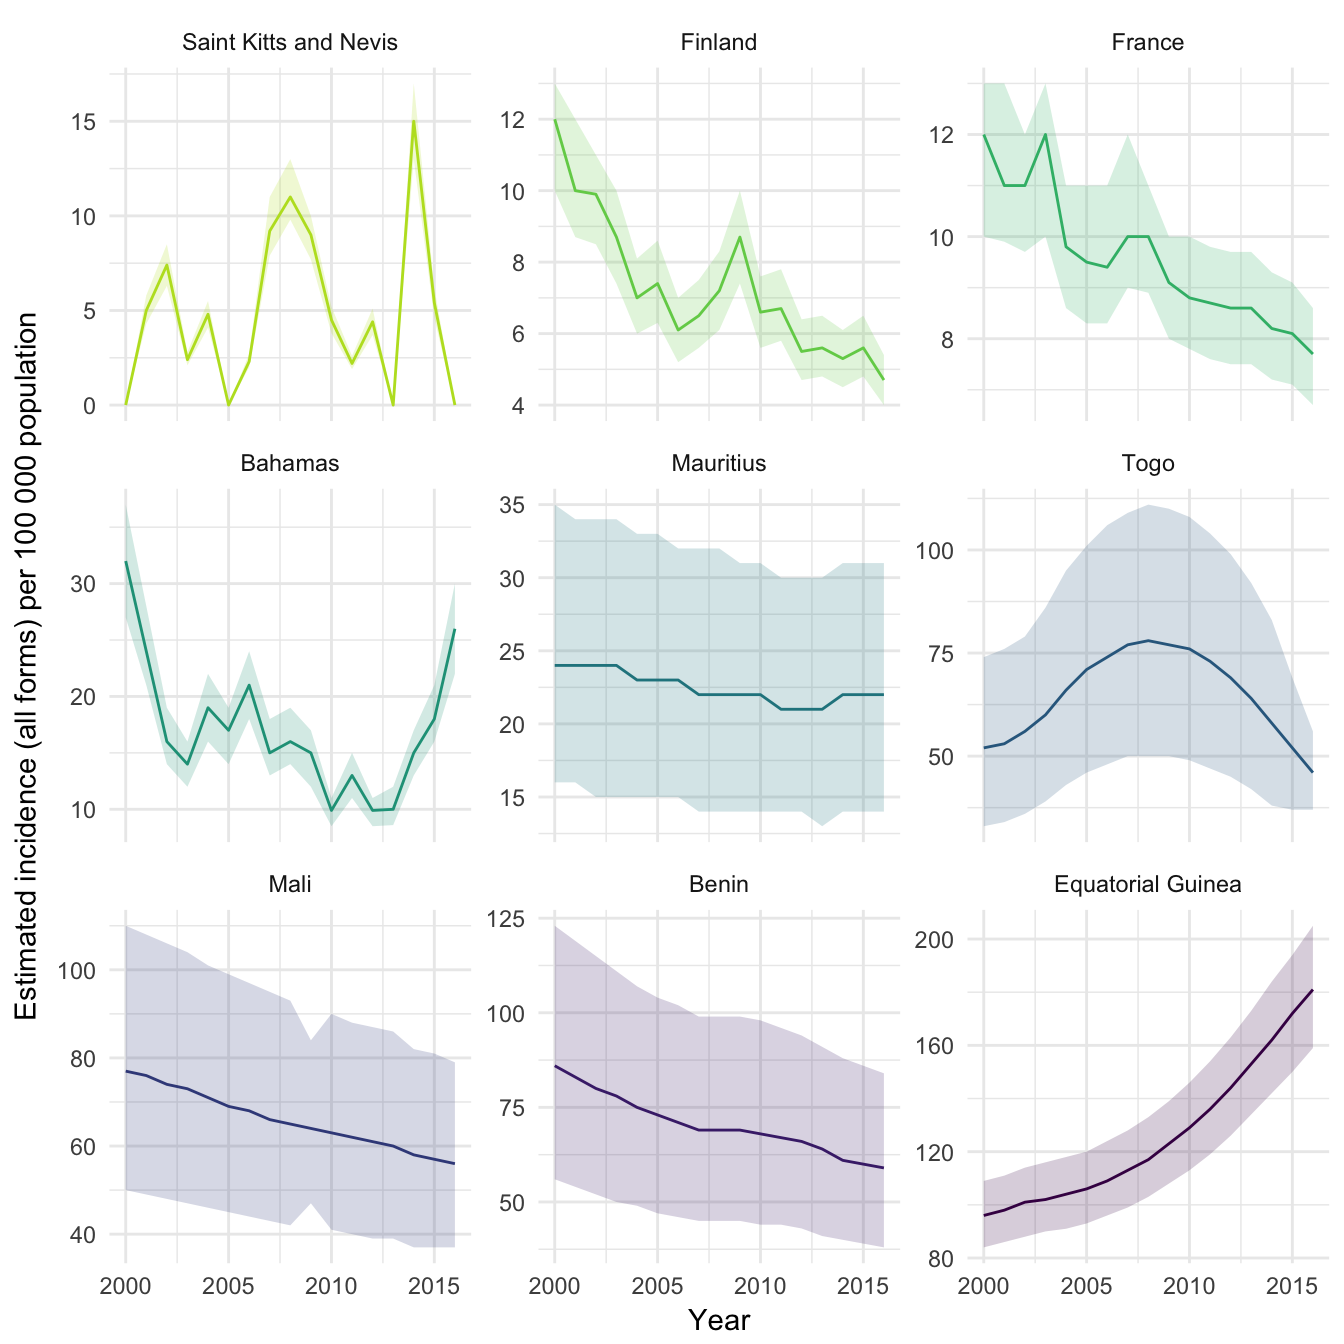 Saint Kitts and Nevis
Finland
France
15
10
5
0
12
10
8
6
4
12
10
8
Bahamas
Mauritius
Togo
30
20
10
35
30
25
20
15
100
75
50
Mali
Benin
Equatorial Guinea
100
80
60
40
125
100
75
50
200
160
120
80
2000 2005 2010 2015
2000 2005 2010 2015
2000 2005 2010 2015
Year
Estimated incidence (all forms) per 100 000 population